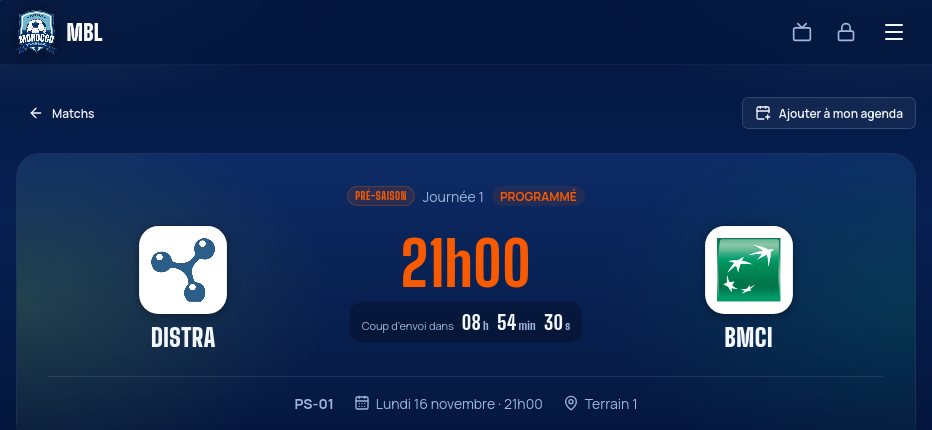 MOROCCO
MBL
Matchs
Ajouter à mon agenda
PRÉ-SAISON Journée 1 PROGRAMMÉ
21h00
Coup d'envoi dans 08 h 54 min 30 s
DISTRA
BMCI
PS-01 Lundi 16 novembre · 21h00 Terrain 1